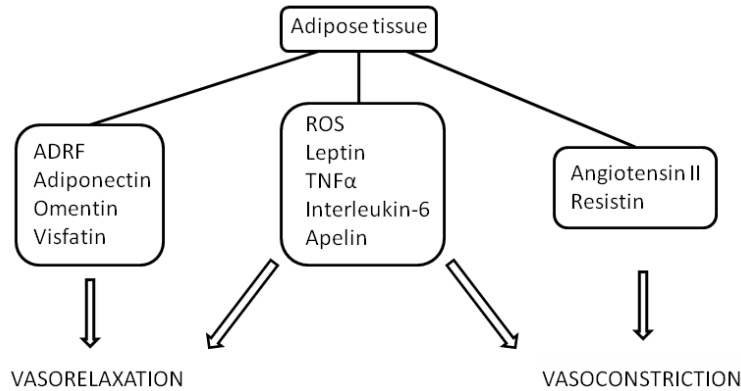 Adipose tissue
ADRF
Adiponectin
Omentin
Visfatin
ROS
Leptin
TNFα
Interleukin-6
Apelin
Angiotensin II
Resistin
VASORELAXATION
VASOCONSTRICTION